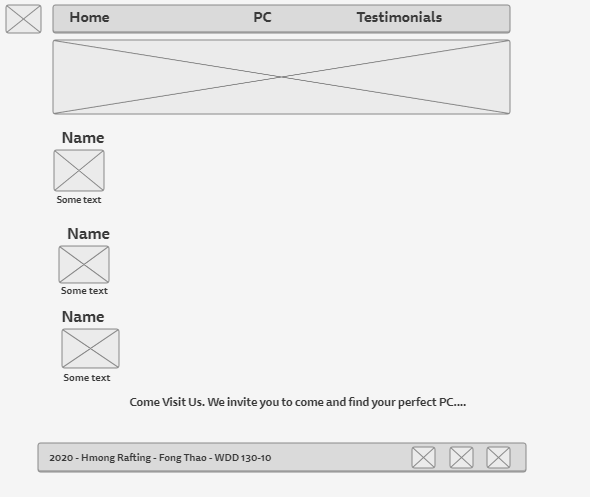 Home PC Testimonials
Name
Some text
Name
Some text
Name
Some text
Come Visit Us. We invite you to come and find your perfect PC....
2020 - Hmong Rafting - Fong Thao - WDD 130-10